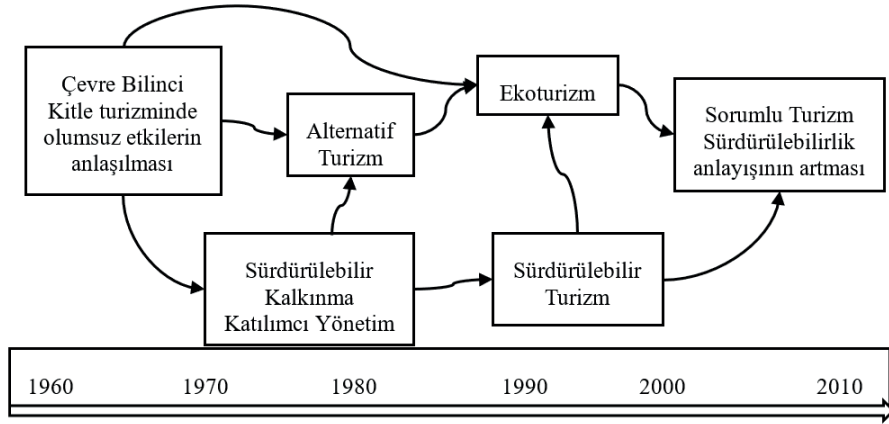 Çevre Bilinci
Kitle turizminde
olumsuz etkilerin
anlaşılması
Alternatif
Turizm
Ekoturizm
Sorumlu Turizm
Sürdürülebilirlik
anlayışının artması
Sürdürülebilir
Kalkınma
Katılımcı Yönetim
Sürdürülebilir
Turizm
1960 1970 1980 1990 2000 2010